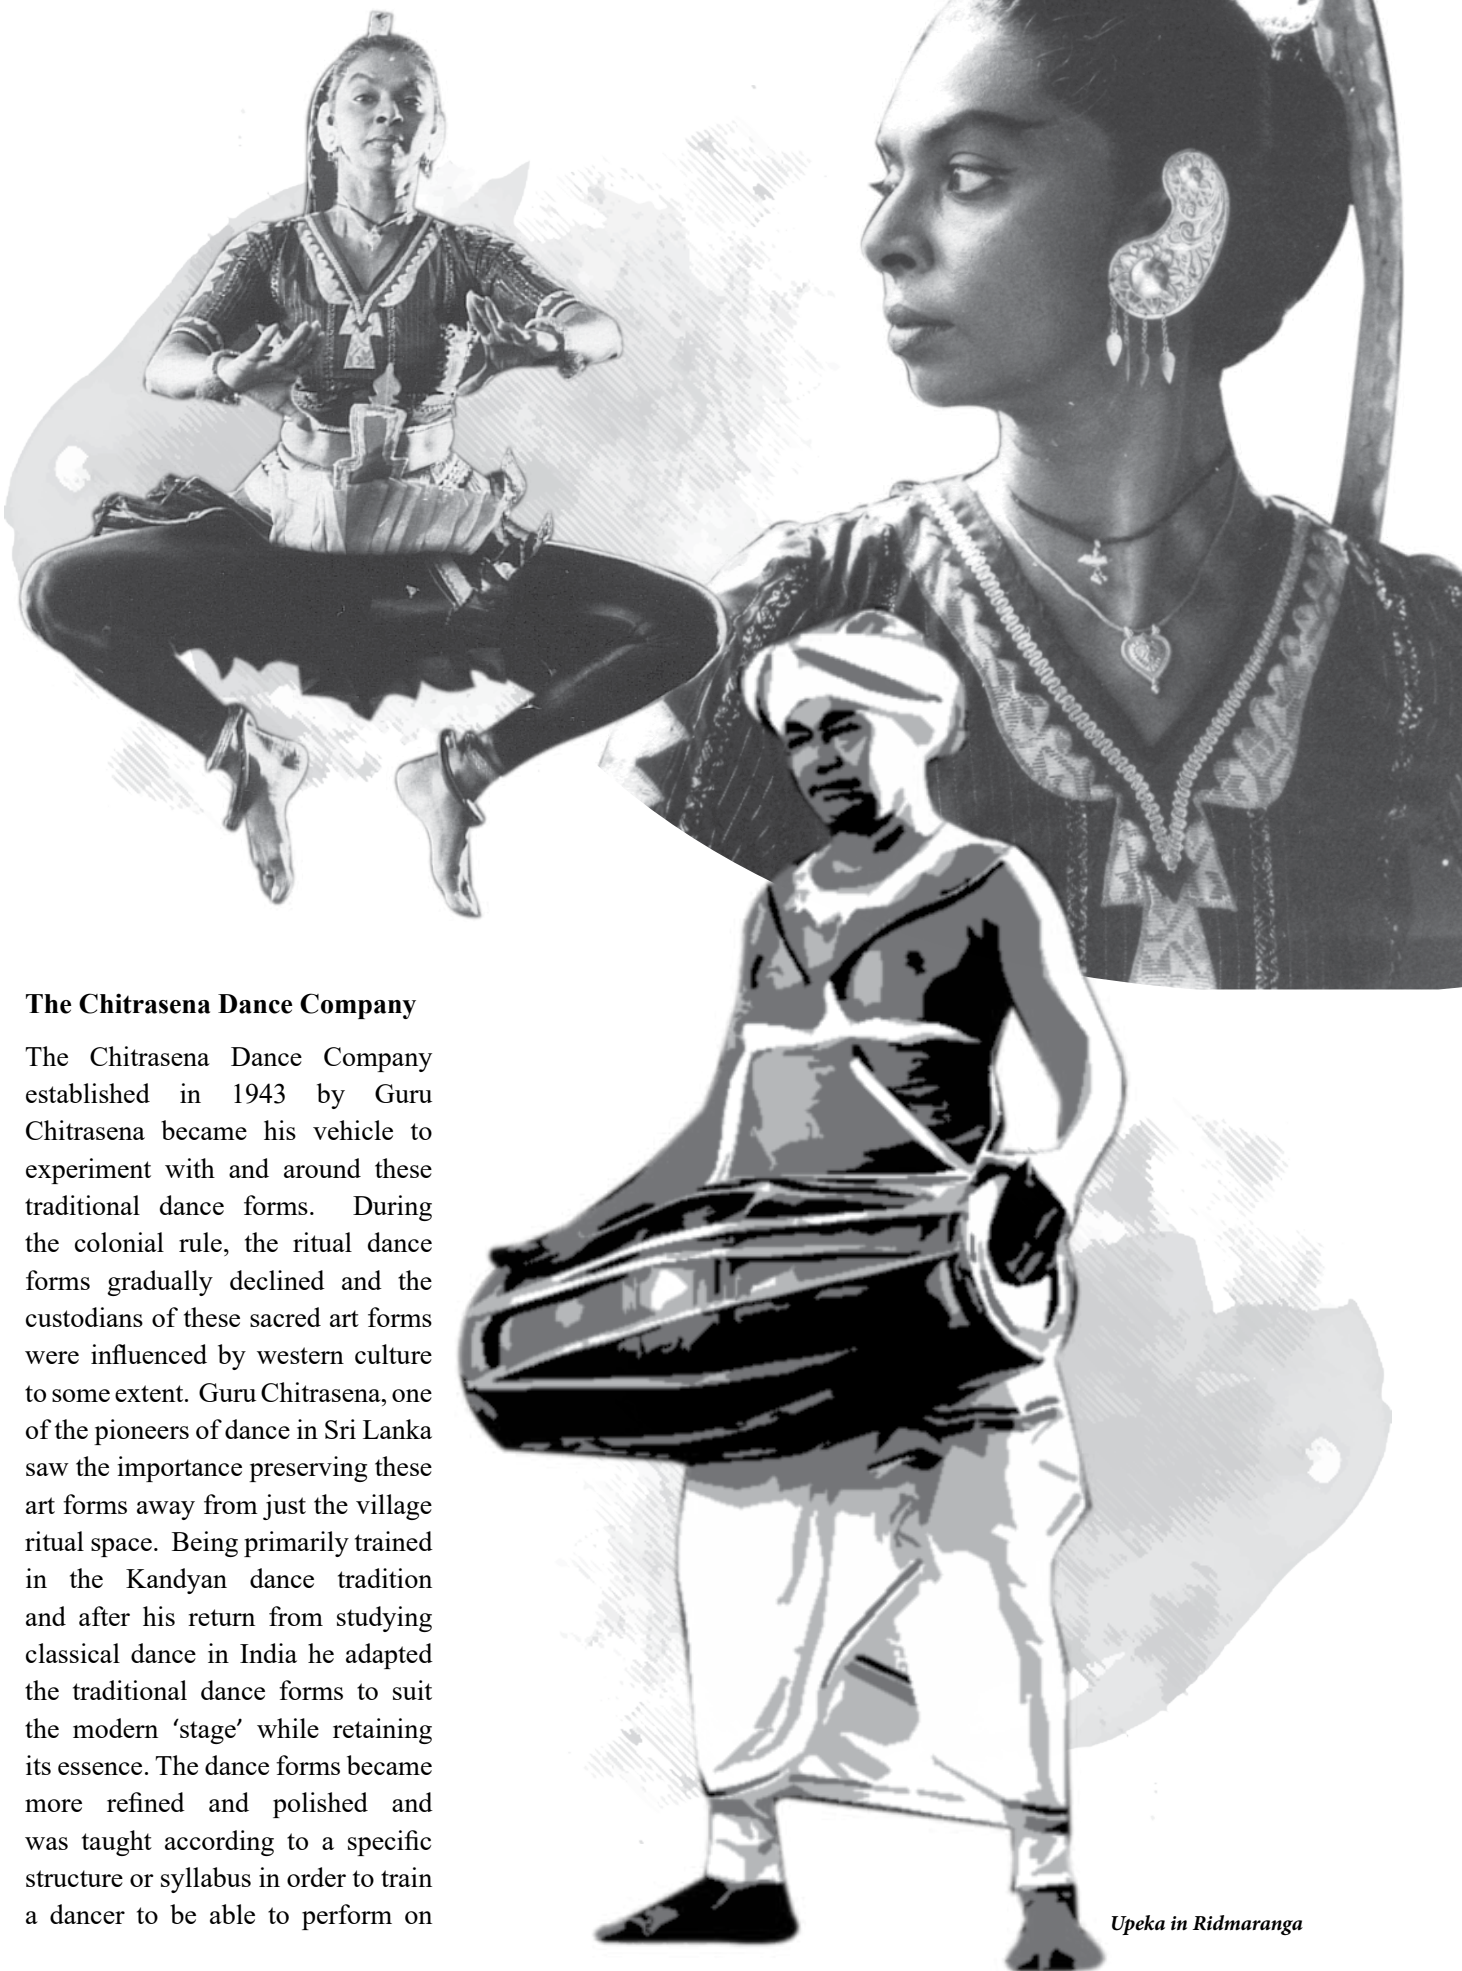 The Chitrasena Dance Company
The Chitrasena Dance Company
established in 1943 by Guru
Chitrasena became his vehicle to
experiment with and around these
traditional dance forms. During
the colonial rule, the ritual dance
forms gradually declined and the
custodians of these sacred art forms
were influenced by western culture
to some extent. Guru Chitrasena, one
of the pioneers of dance in Sri Lanka
saw the importance preserving these
art forms away from just the village
ritual space. Being primarily trained
in the Kandyan dance tradition
and after his return from studying
classical dance in India he adapted
the traditional dance forms to suit
the modern ‘stage’ while retaining
its essence. The dance forms became
more refined and polished and
was taught according to a specific
structure or syllabus in order to train
a dancer to be able to perform on
Upeka in Ridmaranga